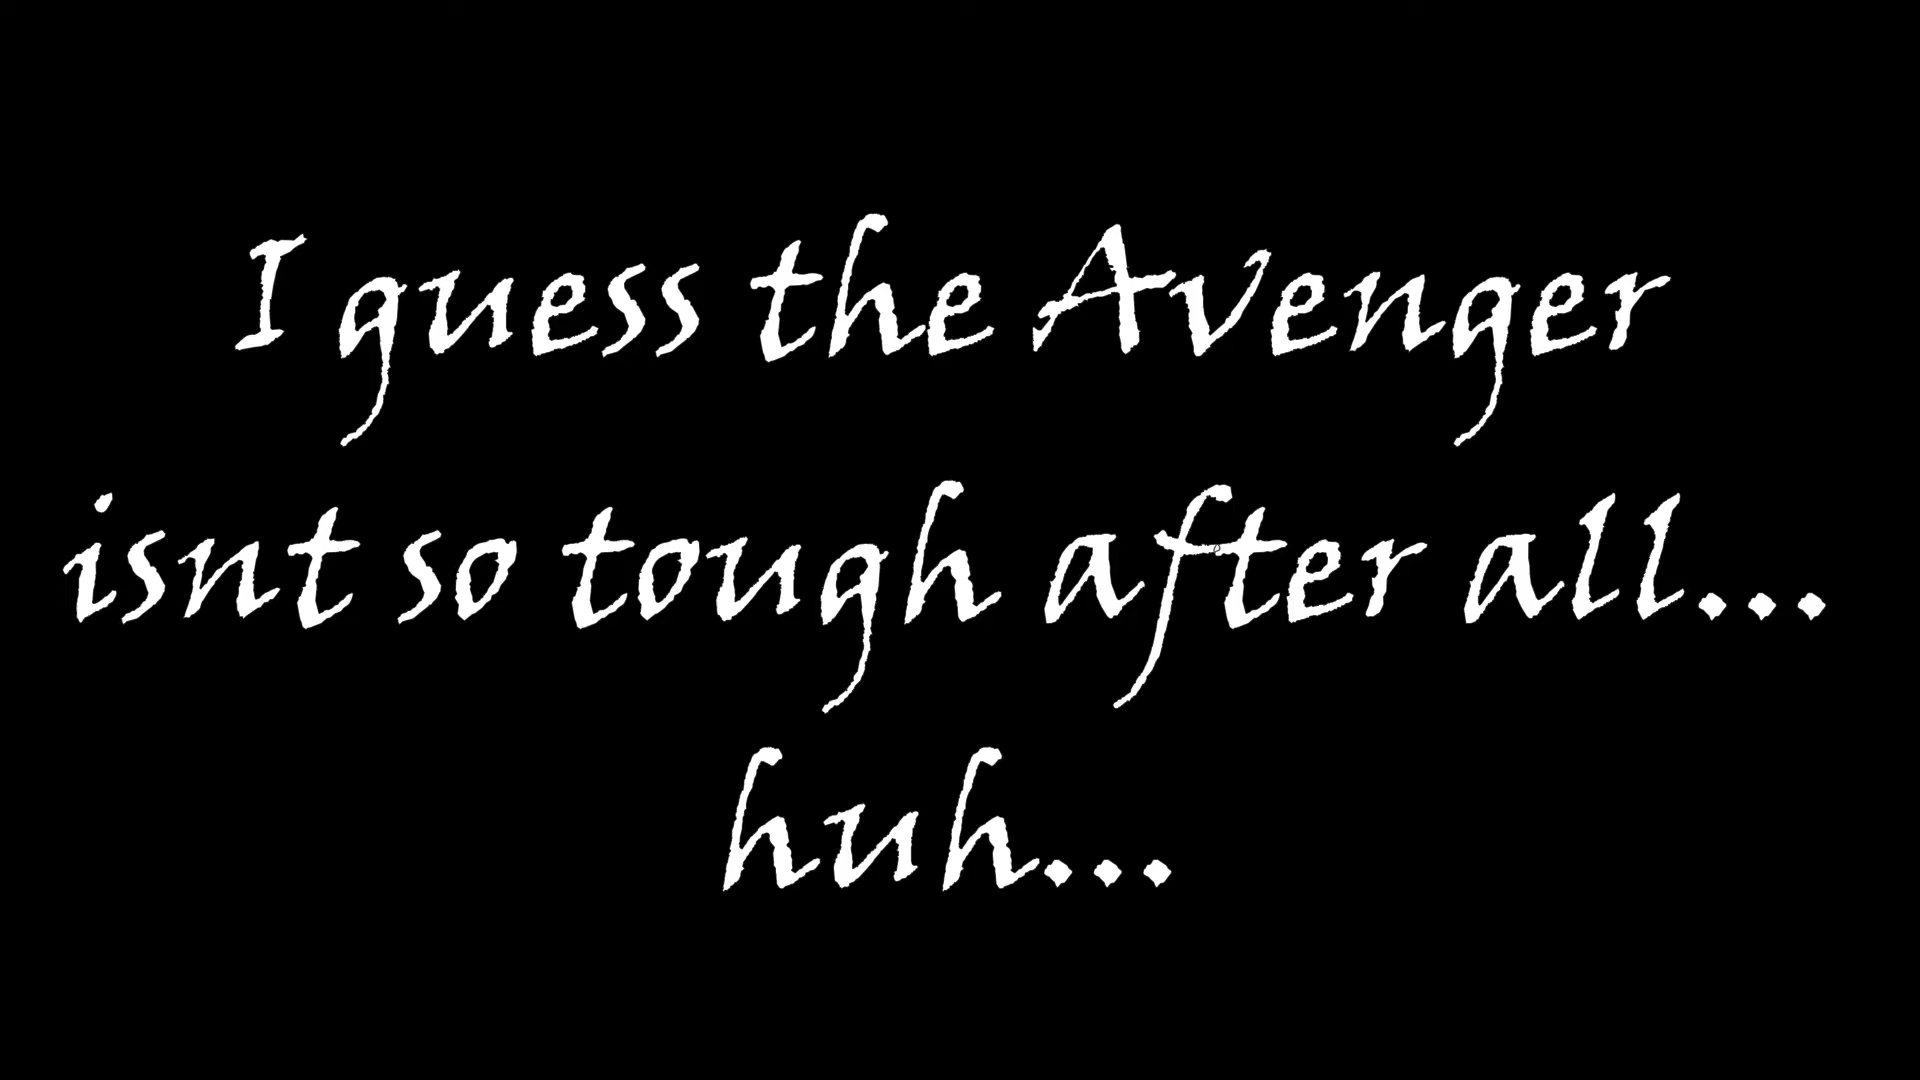 I guess the Avenger
isnt so tough after all...
huh...